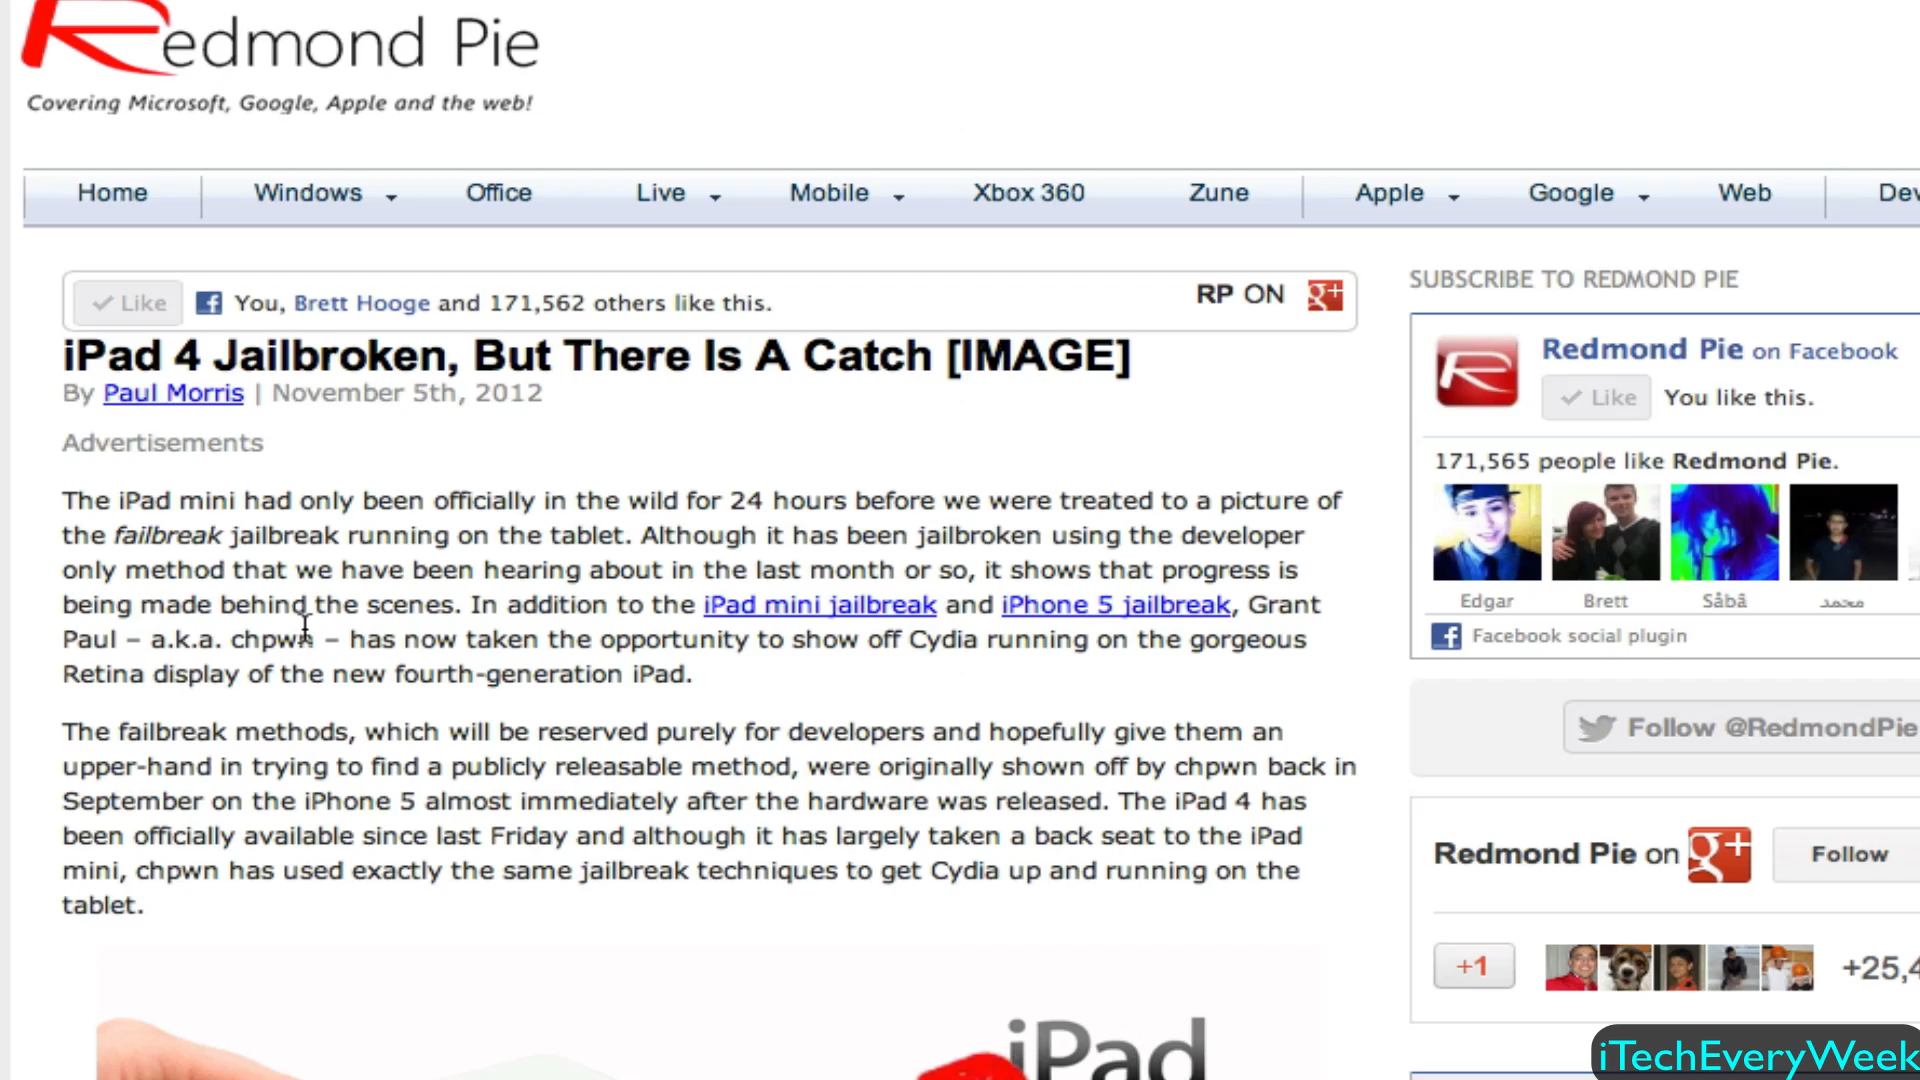 Redmond Pie
Covering Microsoft, Google, Apple and the web!
Home Windows Office Live Mobile Xbox 360 Zune Apple Google Web Dev
Like You, Brett Hooge and 171,562 others like this. RP ON g+
iPad 4 Jailbroken, But There Is A Catch [IMAGE]
By Paul Morris | November 5th, 2012
Advertisements
The iPad mini had only been officially in the wild for 24 hours before we were treated to a picture of
the failbreak jailbreak running on the tablet. Although it has been jailbroken using the developer
only method that we have been hearing about in the last month or so, it shows that progress is
being made behind the scenes. In addition to the iPad mini jailbreak and iPhone 5 jailbreak, Grant
Paul – a.k.a. chpwn – has now taken the opportunity to show off Cydia running on the gorgeous
Retina display of the new fourth-generation iPad.
The failbreak methods, which will be reserved purely for developers and hopefully give them an
upper-hand in trying to find a publicly releasable method, were originally shown off by chpwn back in
September on the iPhone 5 almost immediately after the hardware was released. The iPad 4 has
been officially available since last Friday and although it has largely taken a back seat to the iPad
mini, chpwn has used exactly the same jailbreak techniques to get Cydia up and running on the
tablet.
iPad
SUBSCRIBE TO REDMOND PIE
Redmond Pie on Facebook
Like You like this.
171,565 people like Redmond Pie.
Edgar Brett Såbâ محمد
Facebook social plugin
Follow @RedmondPie
Redmond Pie on g+ Follow
+1 +25,4
iTechEveryWeek